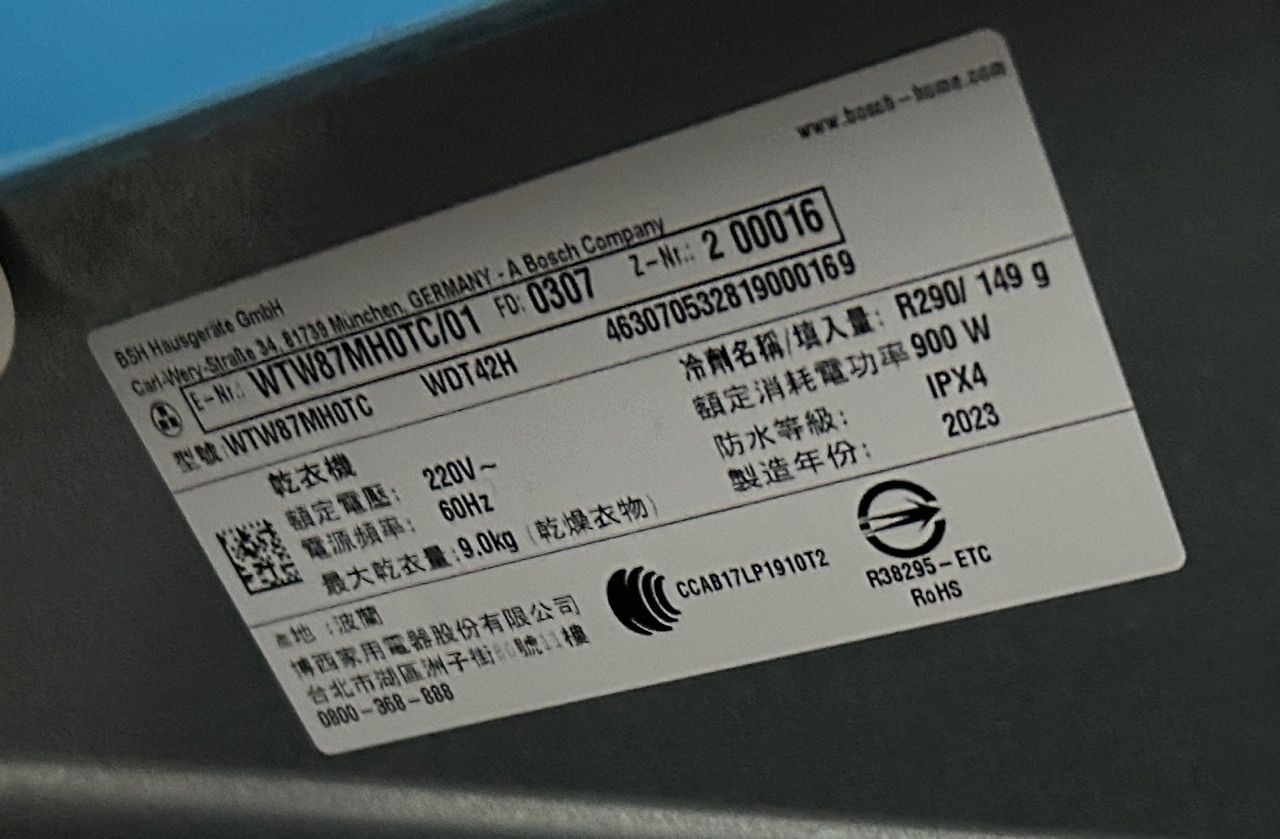 www.bosch-home.com
BSH Hausgeräte GmbH
Carl-Wery-Straße 34, 81739 München, GERMANY - A Bosch Company
E-Nr.: WTW87MH0TC/01 FD: 0307 Z-Nr.: 2 00016
型號:WTW87MH0TC WDT42H 463070532819000169
乾衣機
額定電壓: 220V~
電源頻率: 60Hz
最大乾衣量:9.0kg (乾燥衣物)
冷劑名稱/填入量: R290/ 149 g
額定消耗電功率 900 W
防水等級: IPX4
製造年份: 2023
地:波蘭
博西家用電器股份有限公司
台北市湖區洲子街 號11樓
0800-368-888
CCAB17LP1910T2
R38295-ETC
RoHS